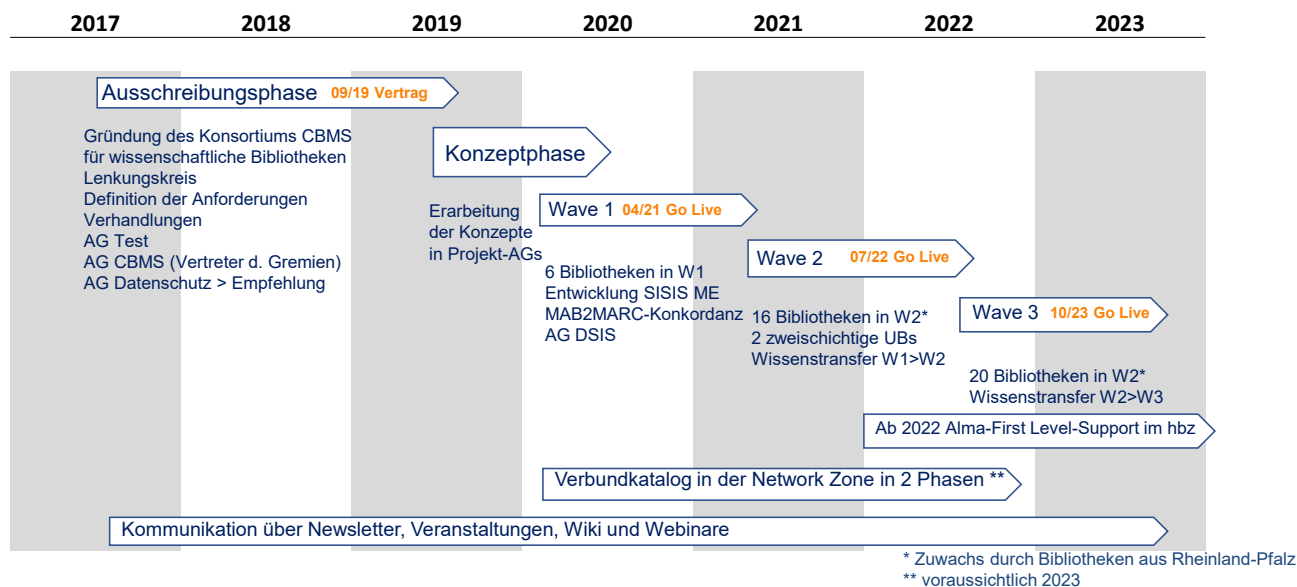 2017 2018 2019 2020 2021 2022 2023
Ausschreibungsphase 09/19 Vertrag
Gründung des Konsortiums CBMS
für wissenschaftliche Bibliotheken
Lenkungskreis
Definition der Anforderungen
Verhandlungen
AG Test
AG CBMS (Vertreter d. Gremien)
AG Datenschutz > Empfehlung
Konzeptphase
Erarbeitung
der Konzepte
in Projekt-AGs
Wave 1 04/21 Go Live
6 Bibliotheken in W1
Entwicklung SISIS ME
MAB2MARC-Konkordanz
AG DSIS
Wave 2 07/22 Go Live
16 Bibliotheken in W2*
2 zweischichtige UBs
Wissenstransfer W1>W2
Wave 3 10/23 Go Live
20 Bibliotheken in W2*
Wissenstransfer W2>W3
Ab 2022 Alma-First Level-Support im hbz
Verbundkatalog in der Network Zone in 2 Phasen **
Kommunikation über Newsletter, Veranstaltungen, Wiki und Webinare
* Zuwachs durch Bibliotheken aus Rheinland-Pfalz
** voraussichtlich 2023